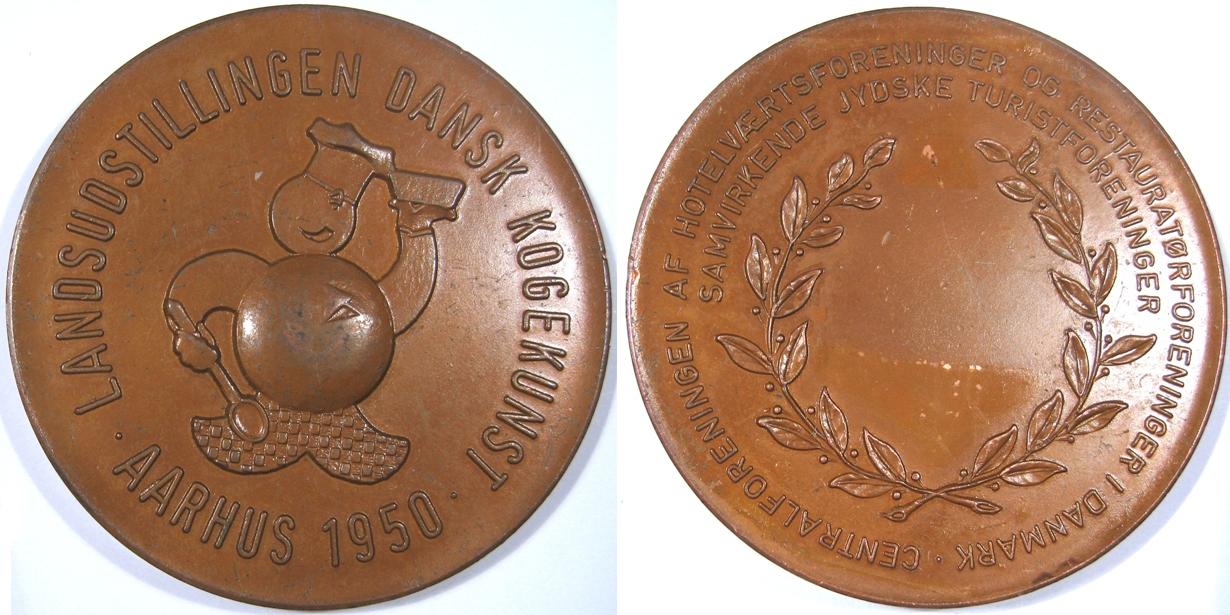 LANDSUDSTILLINGEN DANSK KOGEKUNST
· AARHUS 1950 ·
CENTRALFORENINGEN AF HOTELVÆRTSFORENINGER OG RESTAURATØRFORENINGER I DANMARK ·
SAMVIRKENDE JYDSKE TURISTFORENINGER